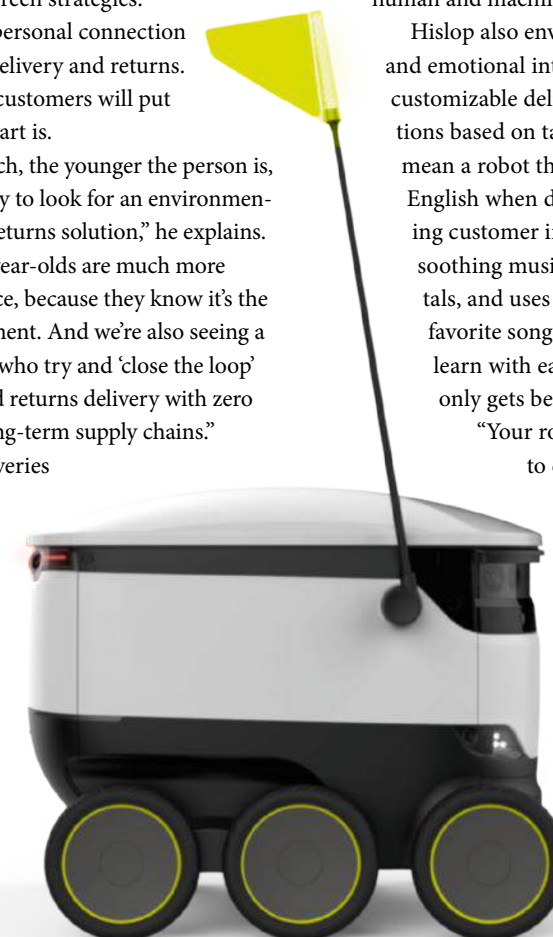 reen strategies.
personal connection
elivery and returns.
customers will put
art is.
ch, the younger the person is,
y to look for an environmen-
eturns solution,” he explains.
year-olds are much more
ce, because they know it’s the
ment. And we’re also seeing a
who try and ‘close the loop’
d returns delivery with zero
ng-term supply chains.”
veries
human and machin
Hislop also env
and emotional int
customizable del
tions based on ta
mean a robot th
English when d
ing customer i
soothing musi
tals, and uses
favorite song
learn with ea
only gets be
“Your ro
to